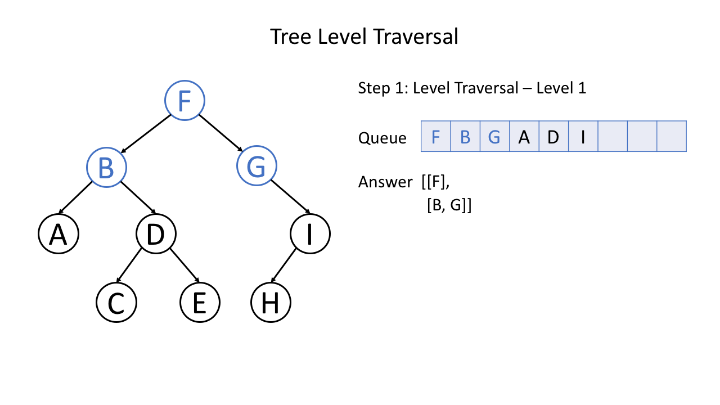 Tree Level Traversal
Step 1: Level Traversal – Level 1
Queue F B G A D I
Answer [[F],
[B, G]]
F
B G
A D I
C E H